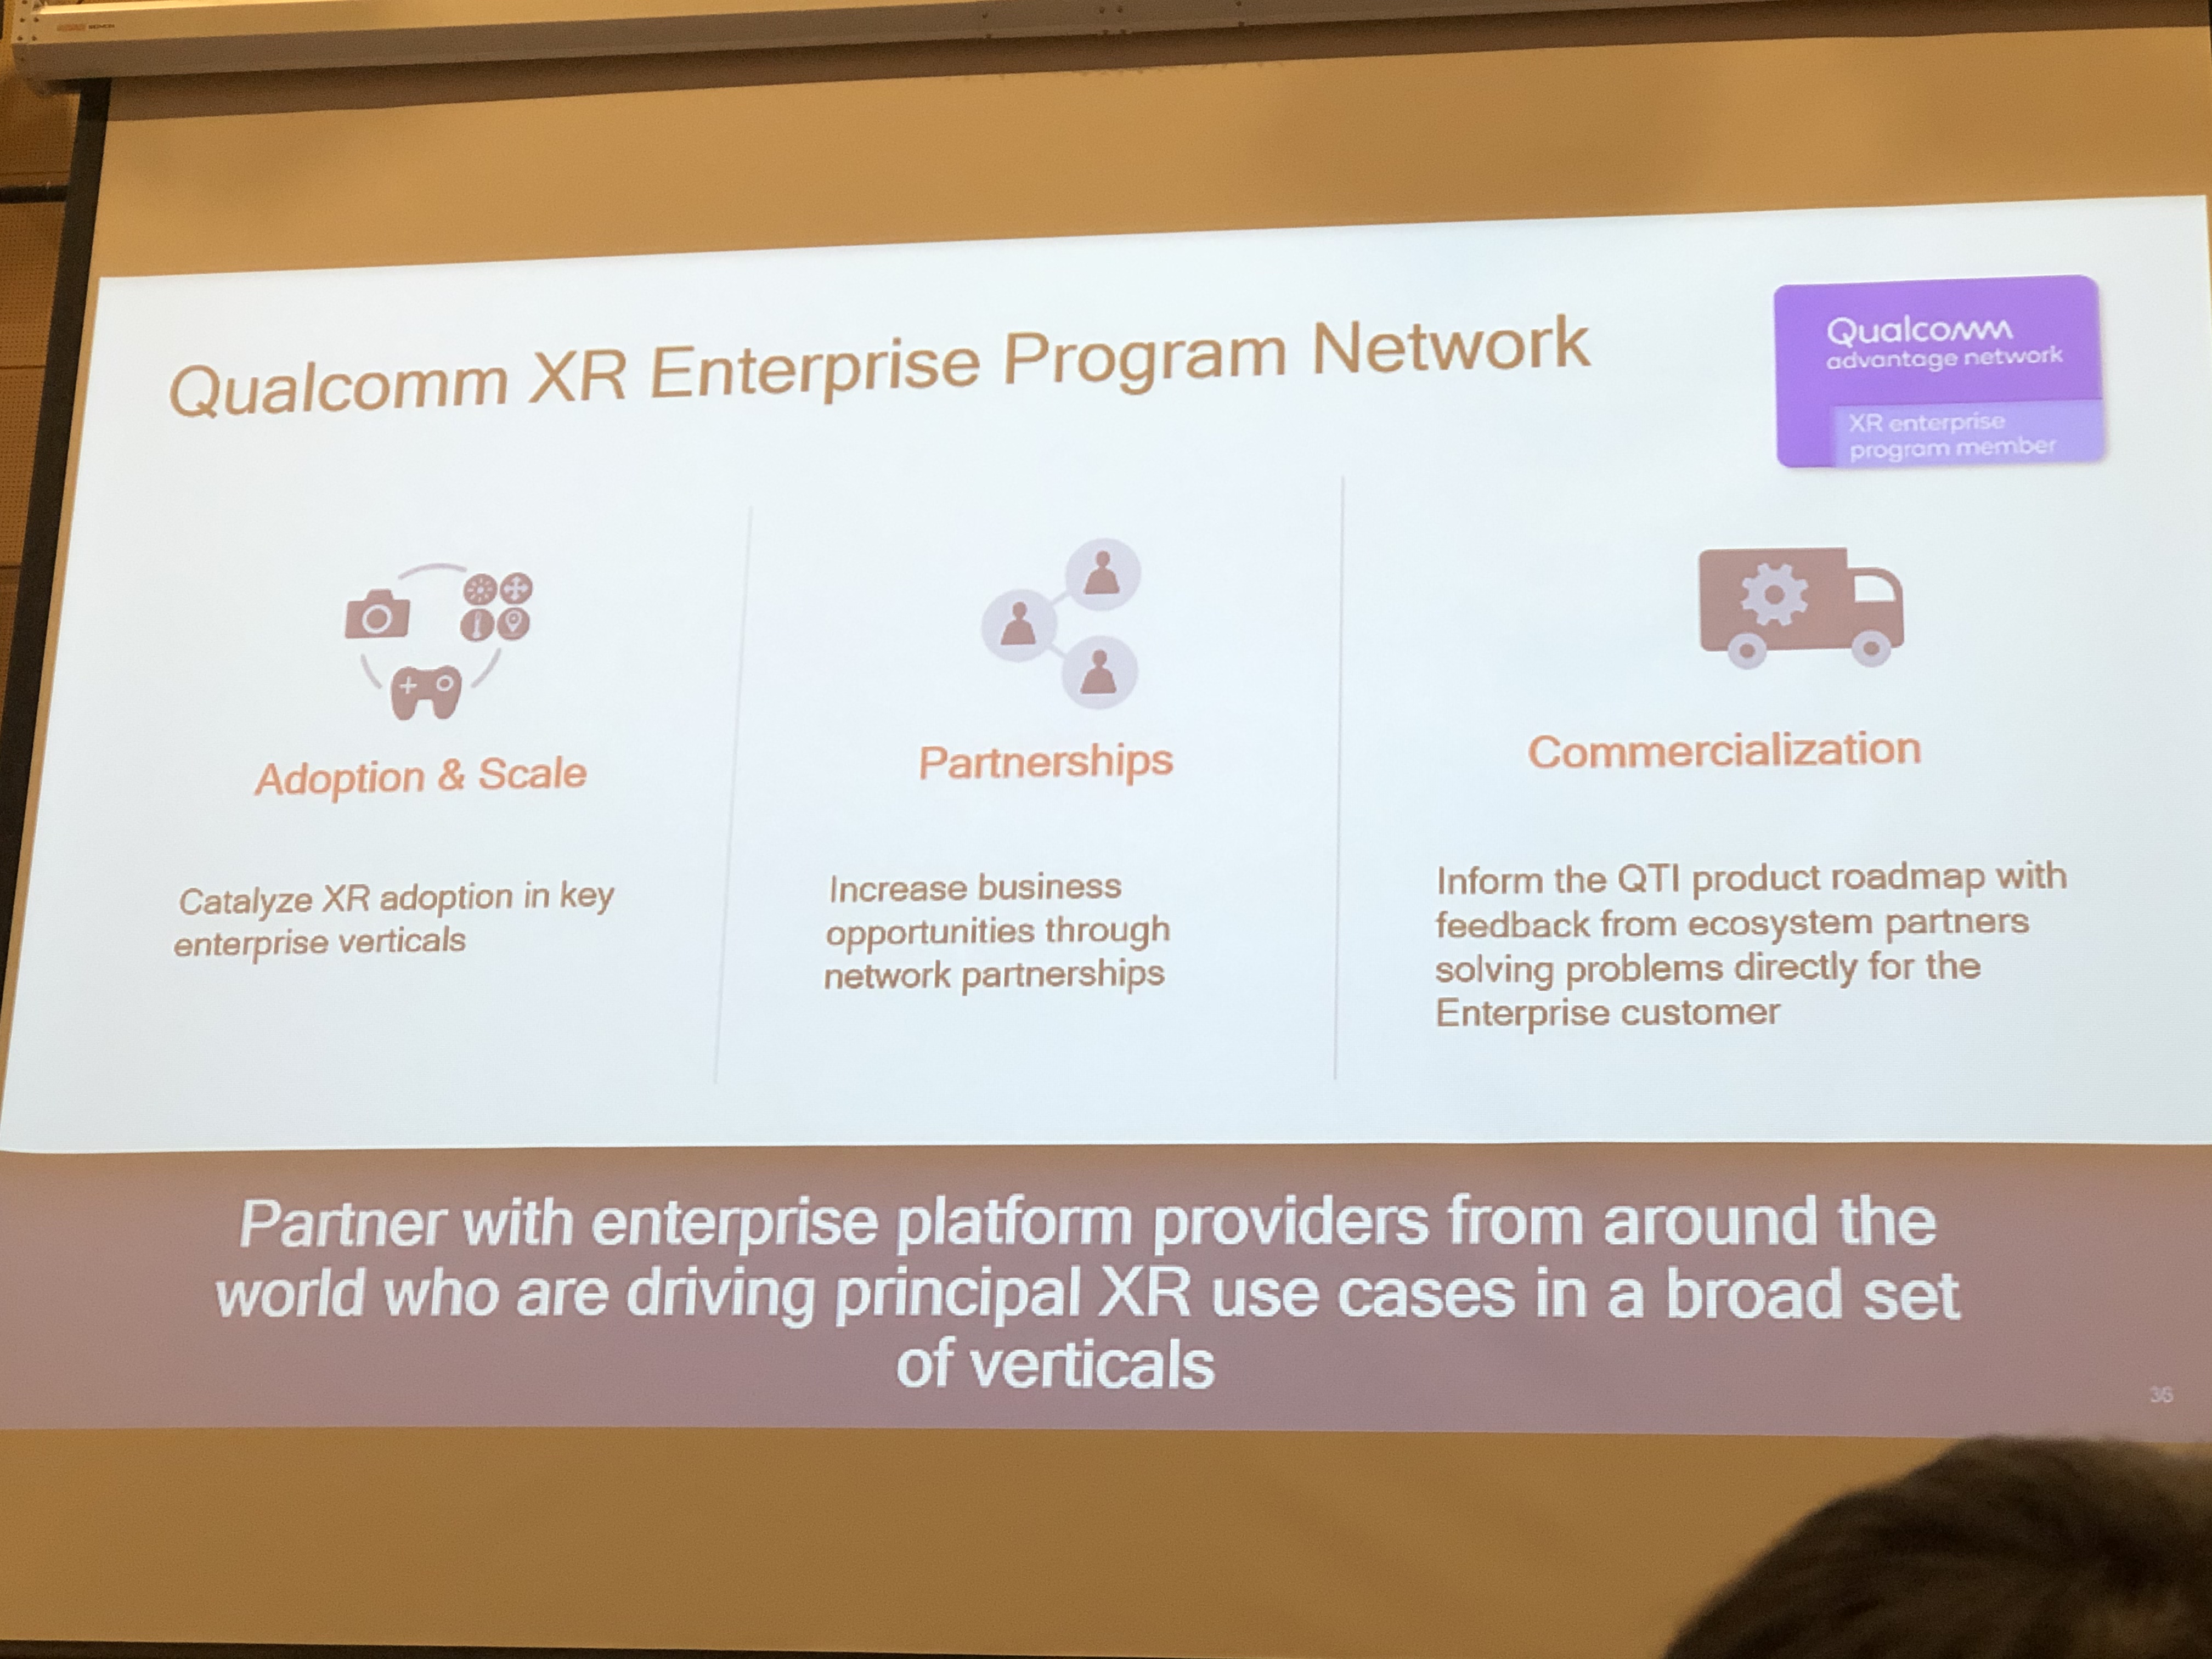 Qualcomm XR Enterprise Program Network
Qualcomm
advantage network
XR enterprise
program member
Adoption & Scale
Catalyze XR adoption in key
enterprise verticals
Partnerships
Increase business
opportunities through
network partnerships
Commercialization
Inform the QTI product roadmap with
feedback from ecosystem partners
solving problems directly for the
Enterprise customer
Partner with enterprise platform providers from around the
world who are driving principal XR use cases in a broad set
of verticals
36